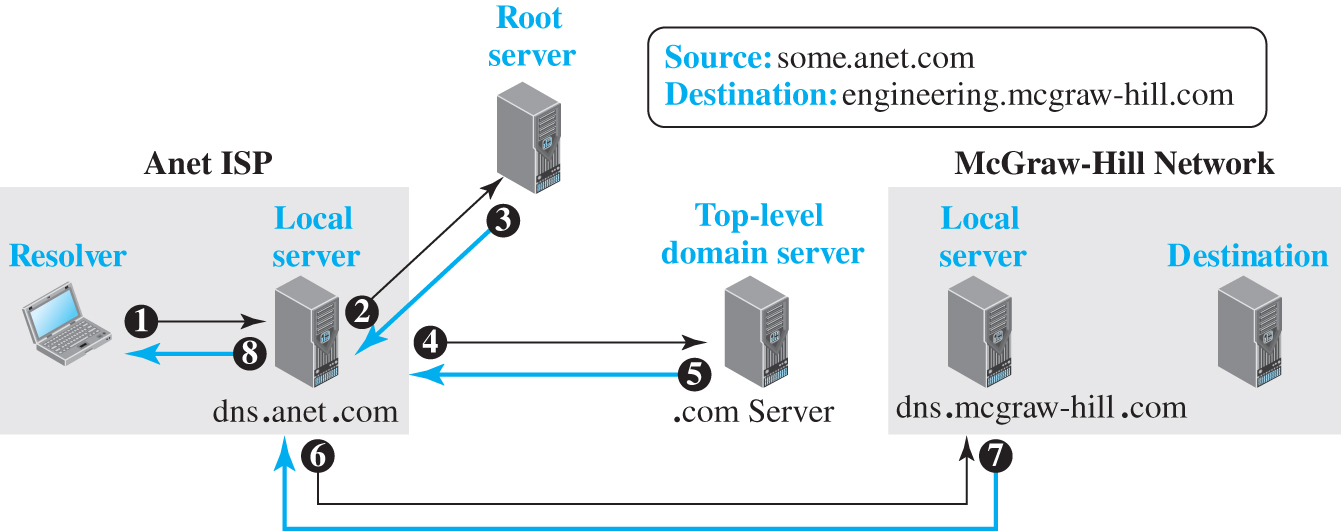 Root
server
Source: some.anet.com
Destination: engineering.mcgraw-hill.com
Anet ISP
McGraw-Hill Network
Resolver
Local
server
Top-level
domain server
Local
server
Destination
3
1
2
8
4
5
dns.anet.com
.com Server
dns.mcgraw-hill.com
6
7